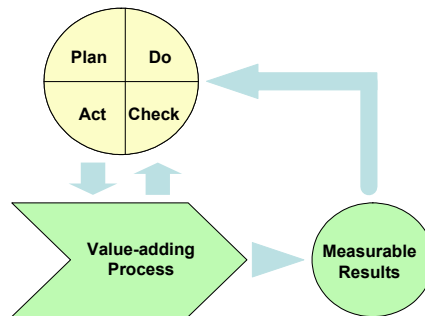 Plan
Do
Act
Check
Value-adding
Process
Measurable
Results